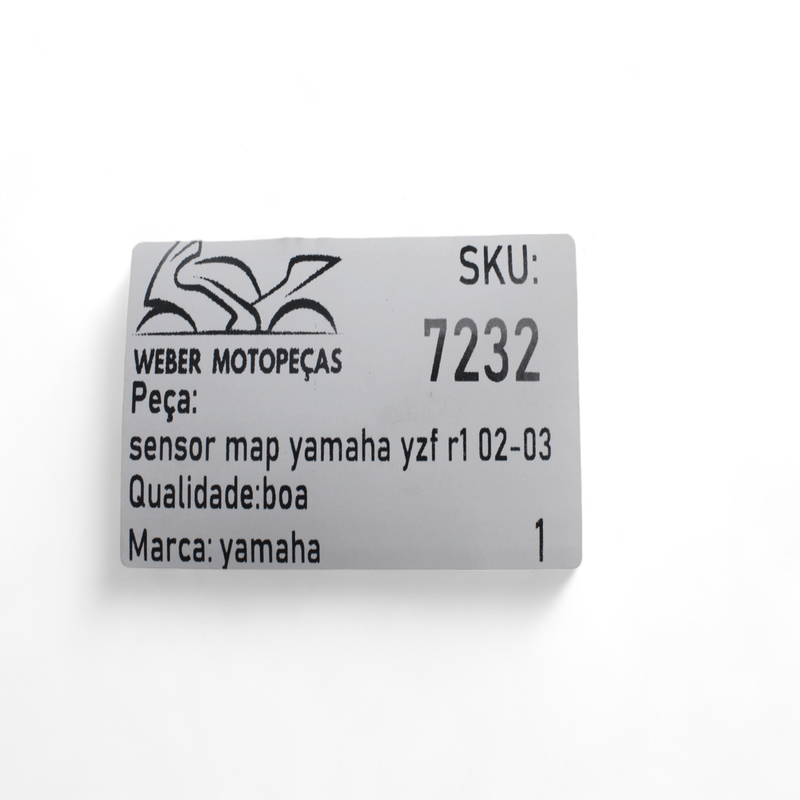 SKU:
7232
WEBER MOTOPEÇAS
Peça:
sensor map yamaha yzf r1 02-03
Qualidade:boa
Marca: yamaha 1